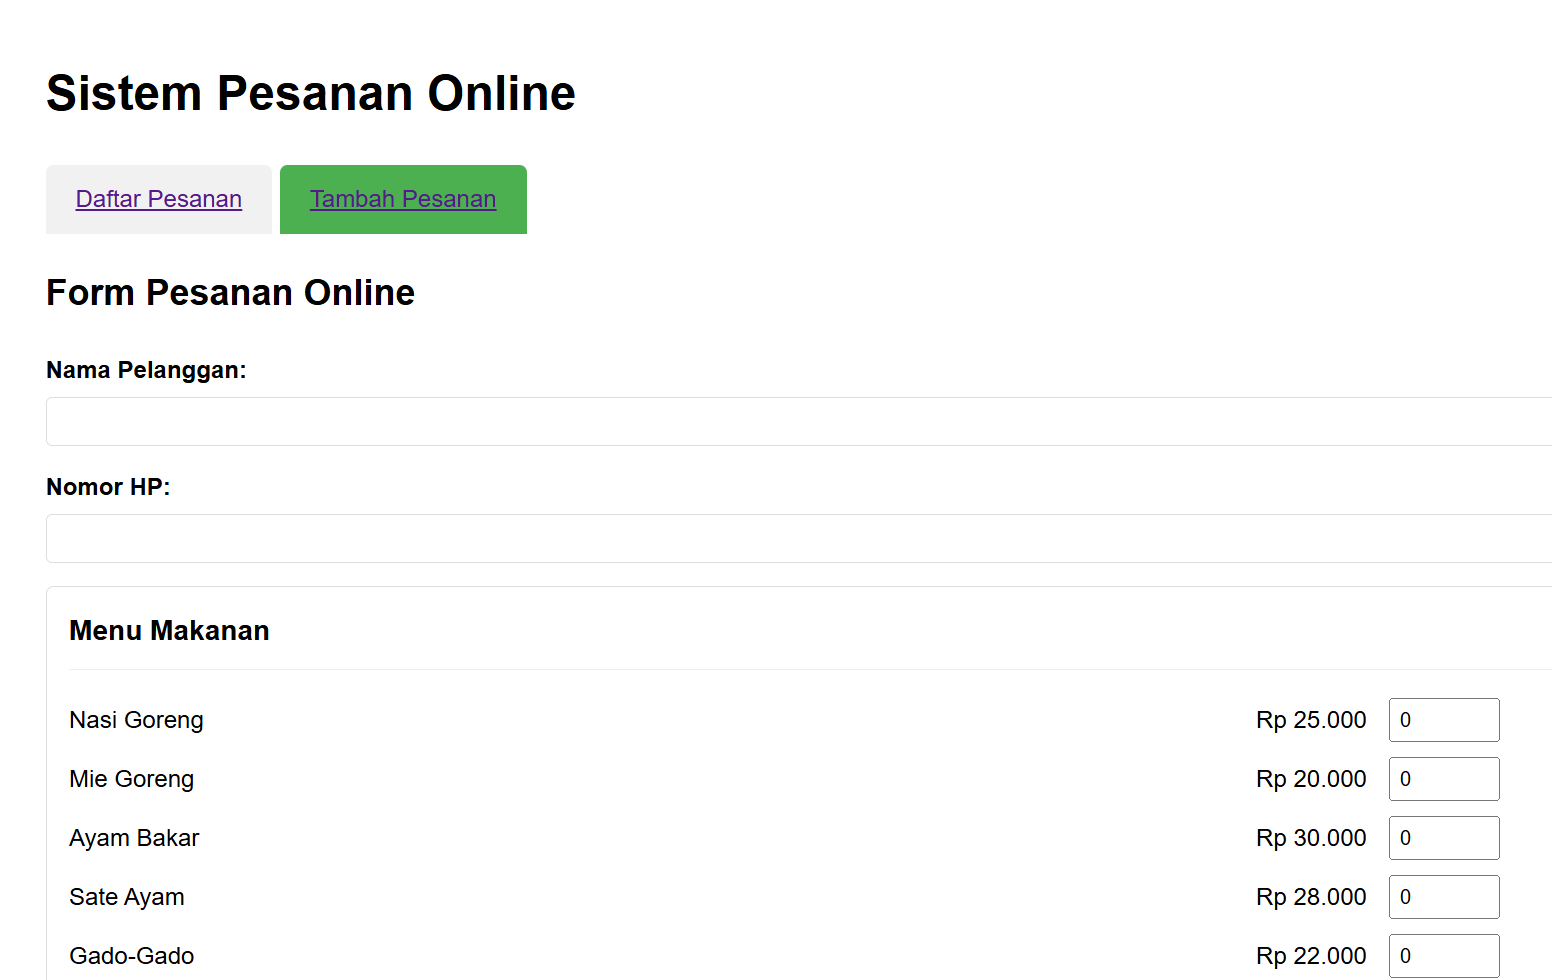 Sistem Pesanan Online
Daftar Pesanan Tambah Pesanan
Form Pesanan Online
Nama Pelanggan:
Nomor HP:
Menu Makanan
Nasi Goreng Rp 25.000 0
Mie Goreng Rp 20.000 0
Ayam Bakar Rp 30.000 0
Sate Ayam Rp 28.000 0
Gado-Gado Rp 22.000 0